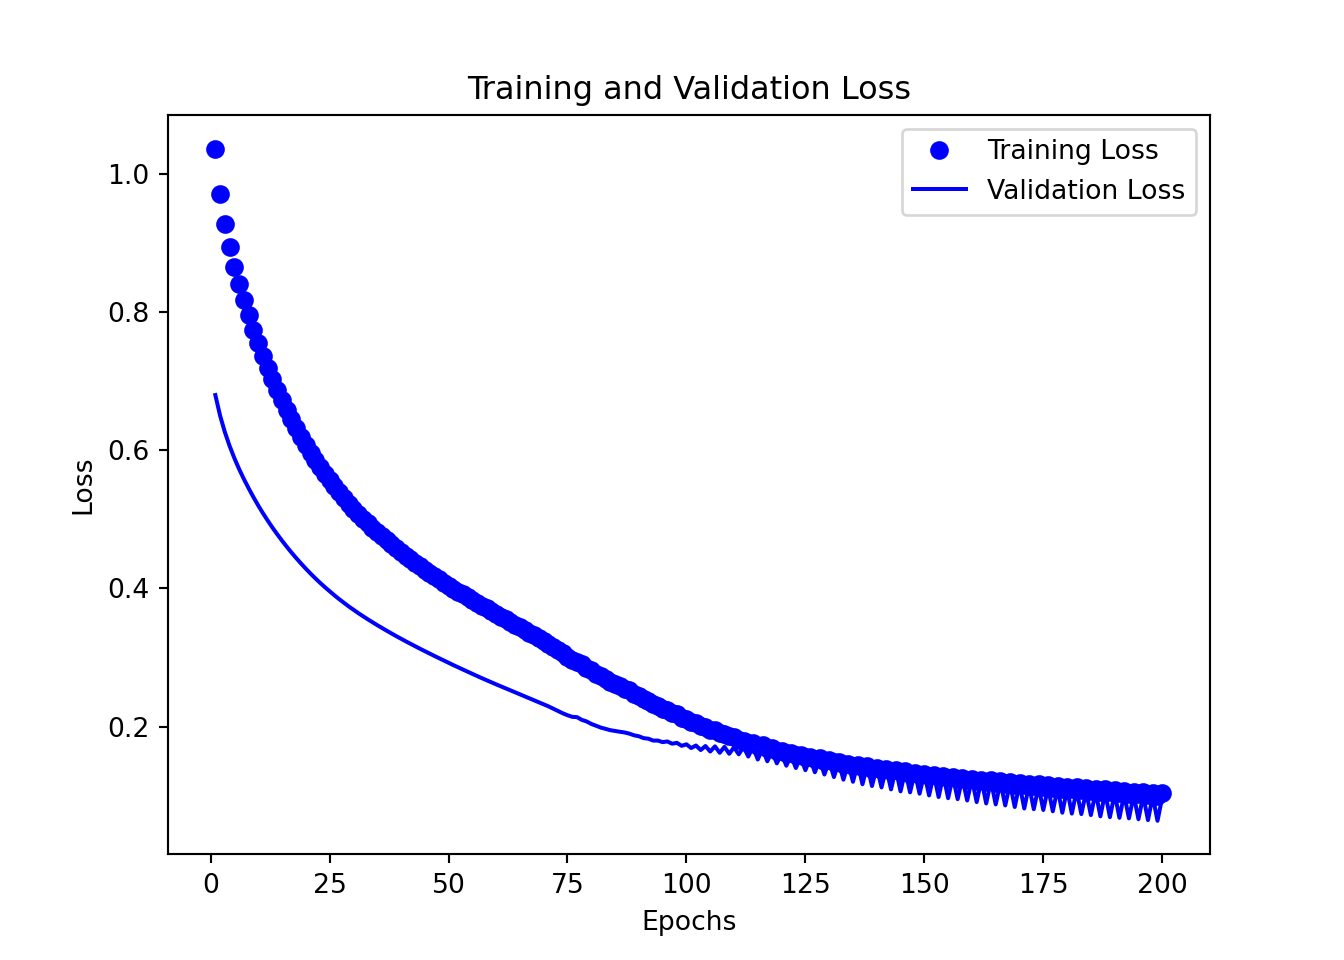 Training and Validation Loss
Training Loss
Validation Loss
1.0
0.8
0.6
0.4
0.2
Loss
0 25 50 75 100 125 150 175 200
Epochs